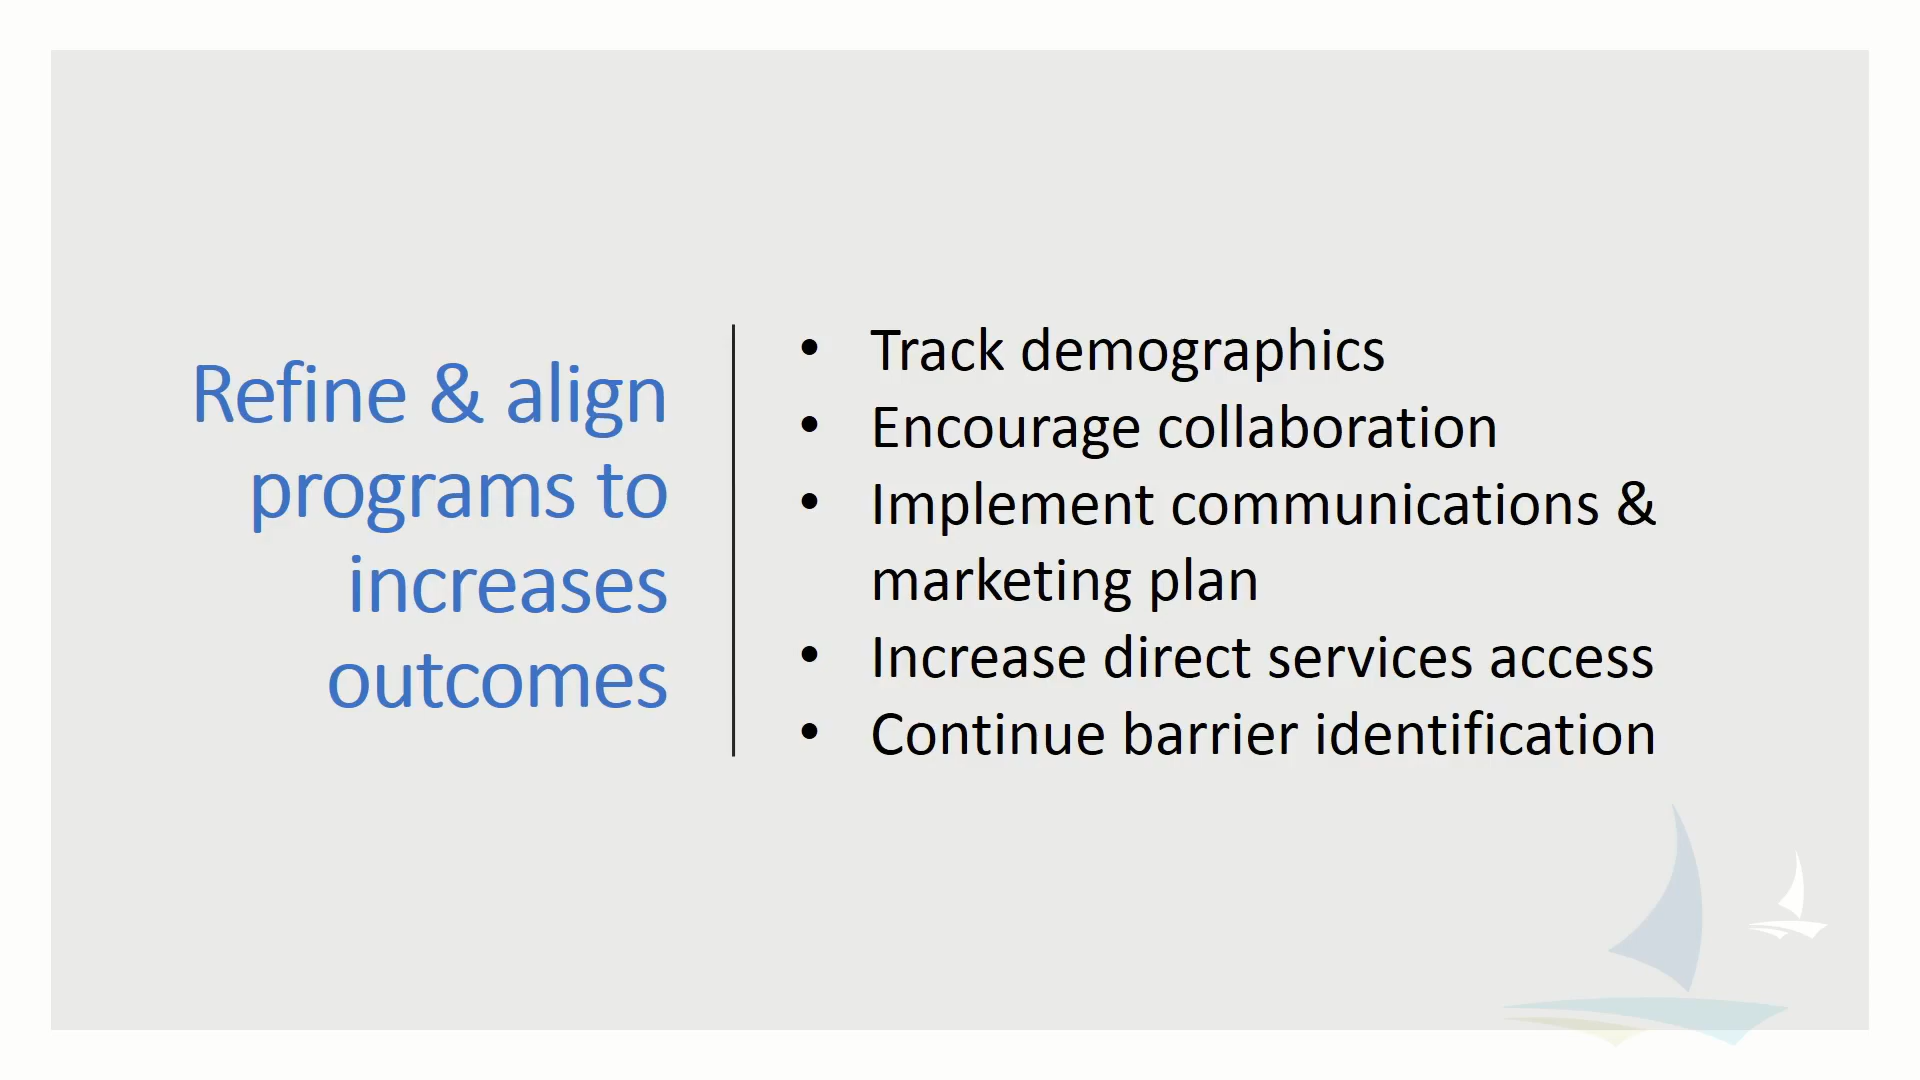 Refine & align
programs to
increases
outcomes
• Track demographics
• Encourage collaboration
• Implement communications &
marketing plan
• Increase direct services access
• Continue barrier identification